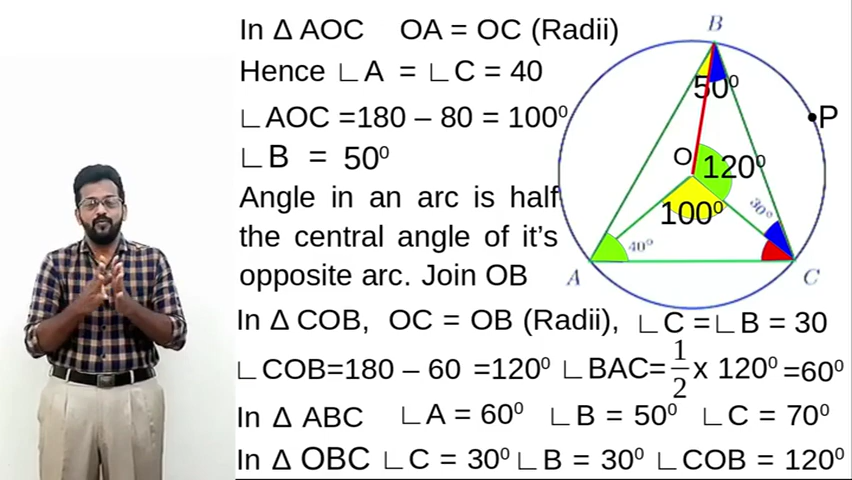 In Δ AOC OA = OC (Radii)
Hence ∟A = ∟C = 40
∟AOC =180 – 80 = 100⁰
∟B = 50⁰
Angle in an arc is half
the central angle of it’s
opposite arc. Join OB
In Δ COB, OC = OB (Radii), ∟C =∟B = 30
∟COB=180 – 60 =120⁰ ∟BAC= 1/2 x 120⁰ =60⁰
In Δ ABC ∟A = 60⁰ ∟B = 50⁰ ∟C = 70⁰
In Δ OBC ∟C = 30⁰ ∟B = 30⁰ ∟COB = 120⁰
B
50⁰
P
O 120⁰
100⁰ 30°
40°
A C